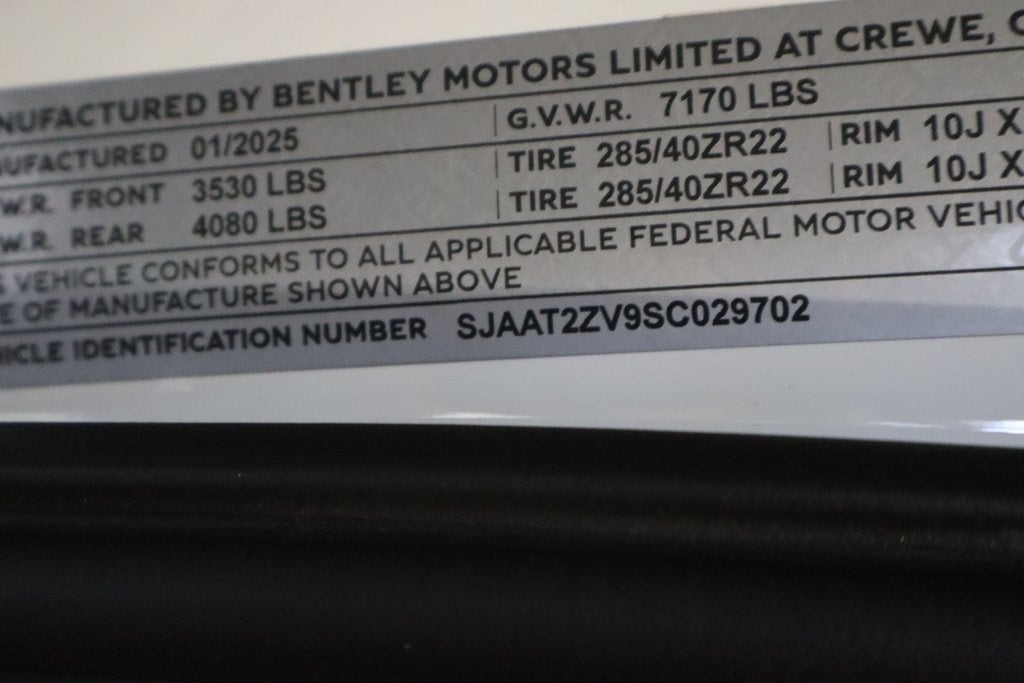 NUFACTURED BY BENTLEY MOTORS LIMITED AT CREWE,
NUFACTURED 01/2025 G.V.W.R. 7170 LBS
W.R. FRONT 3530 LBS TIRE 285/40ZR22 RIM 10J X
W.R. REAR 4080 LBS TIRE 285/40ZR22 RIM 10J X
S VEHICLE CONFORMS TO ALL APPLICABLE FEDERAL MOTOR VEHIC
E OF MANUFACTURE SHOWN ABOVE
HICLE IDENTIFICATION NUMBER SJAAT2ZV9SC029702